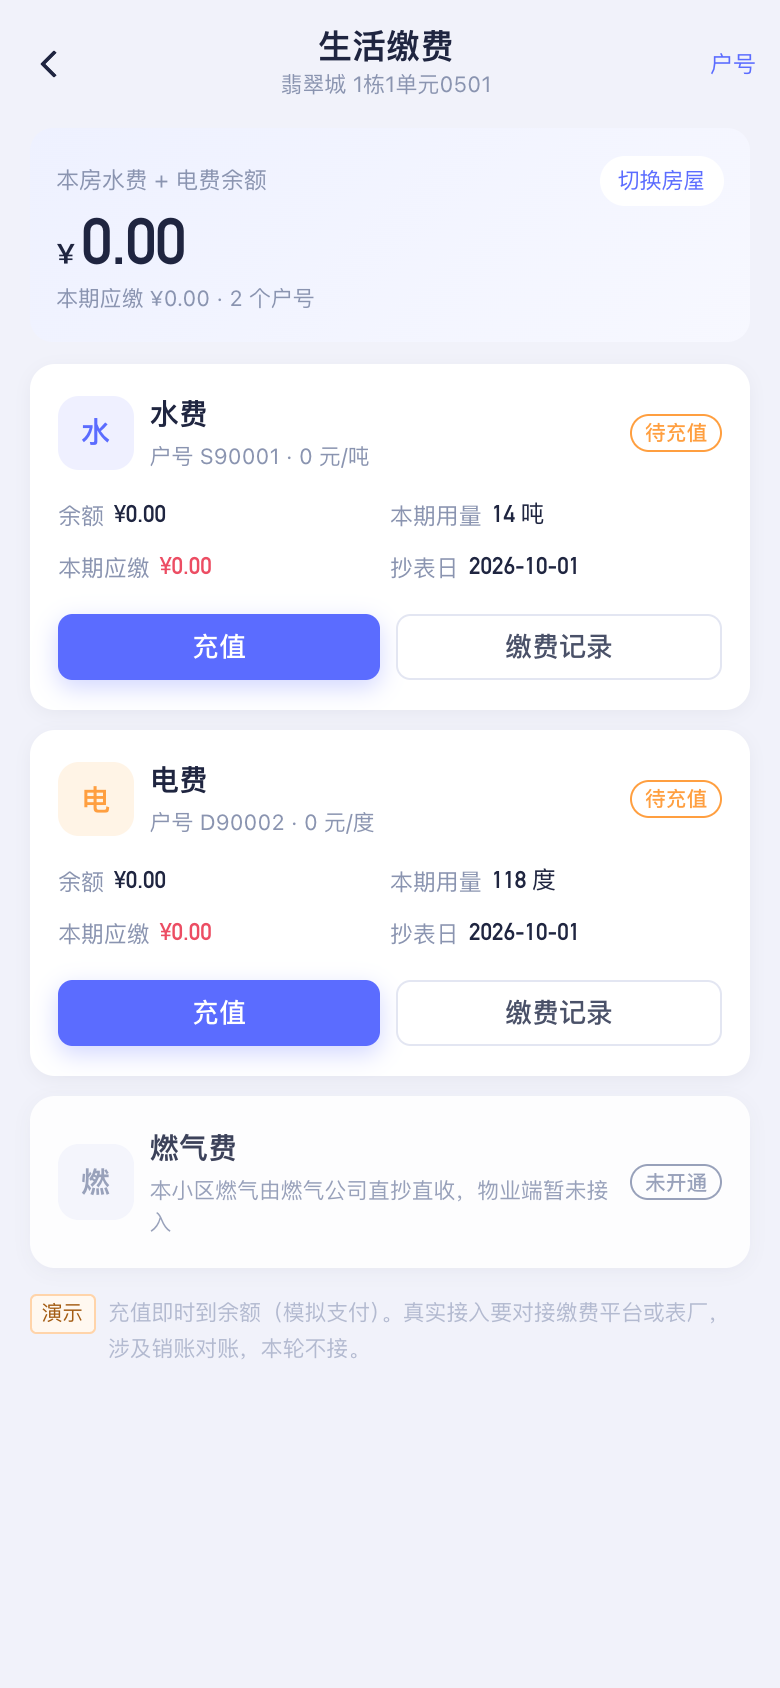 生活缴费
翡翠城 1栋1单元0501
户号
本房水费 + 电费余额
切换房屋
¥0.00
本期应缴 ¥0.00 · 2 个户号
水
水费
户号 S90001 · 0 元/吨
待充值
余额 ¥0.00
本期用量 14 吨
本期应缴 ¥0.00
抄表日 2026-10-01
充值
缴费记录
电
电费
户号 D90002 · 0 元/度
待充值
余额 ¥0.00
本期用量 118 度
本期应缴 ¥0.00
抄表日 2026-10-01
充值
缴费记录
燃
燃气费
本小区燃气由燃气公司直抄直收，物业端暂未接
入
未开通
演示
充值即时到余额（模拟支付）。真实接入要对接缴费平台或表厂，
涉及销账对账，本轮不接。